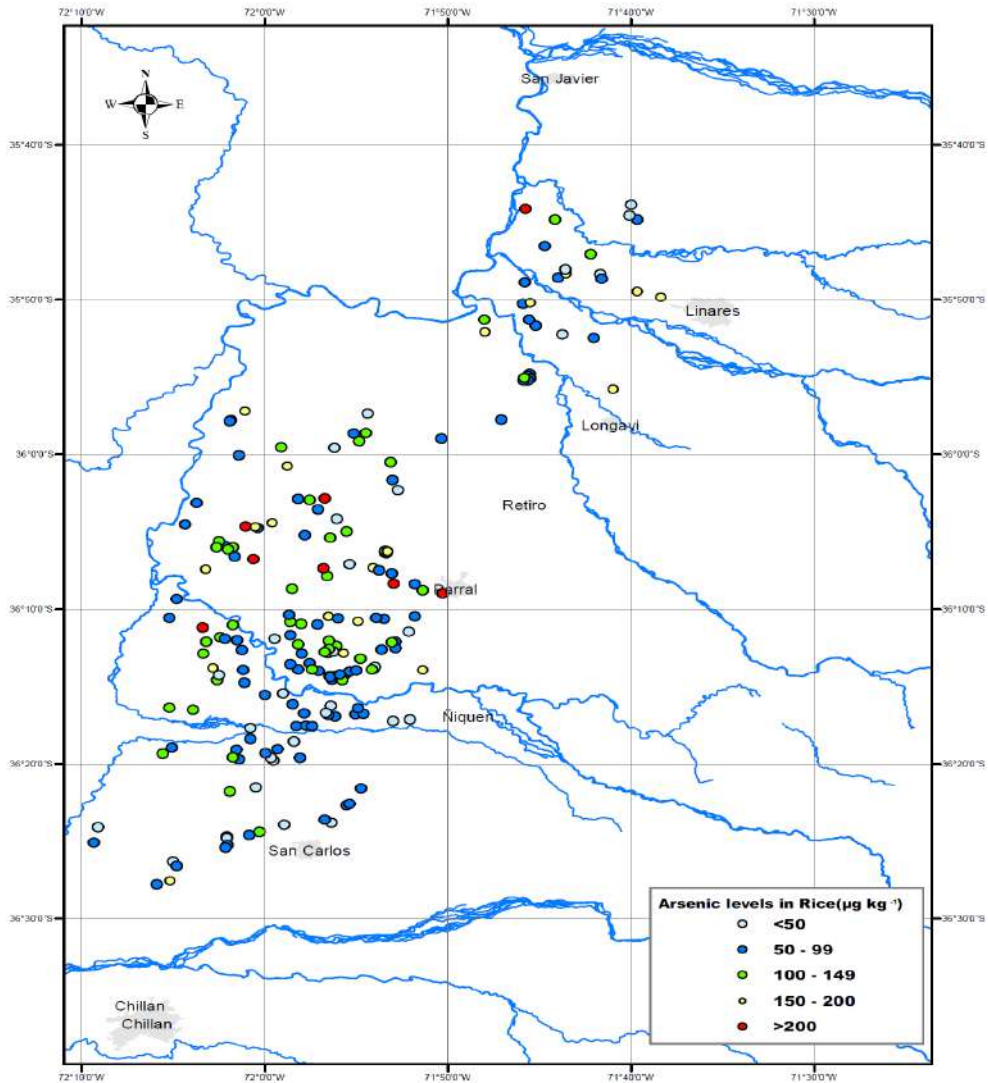 72°10'0"W 72°0'0"W 71°50'0"W 71°40'0"W 71°30'0"W
San Javier
N
W E
S
35°40'0"S 35°40'0"S
35°50'0"S 35°50'0"S
Linares
Longavi
36°0'0"S 36°0'0"S
Retiro
Parral
36°10'0"S 36°10'0"S
Ñiquen
36°20'0"S 36°20'0"S
San Carlos
36°30'0"S 36°30'0"S
Arsenic levels in Rice(µg kg⁻¹)
<50
50 - 99
100 - 149
150 - 200
>200
Chillan
Chillan
72°10'0"W 72°0'0"W 71°50'0"W 71°40'0"W 71°30'0"W